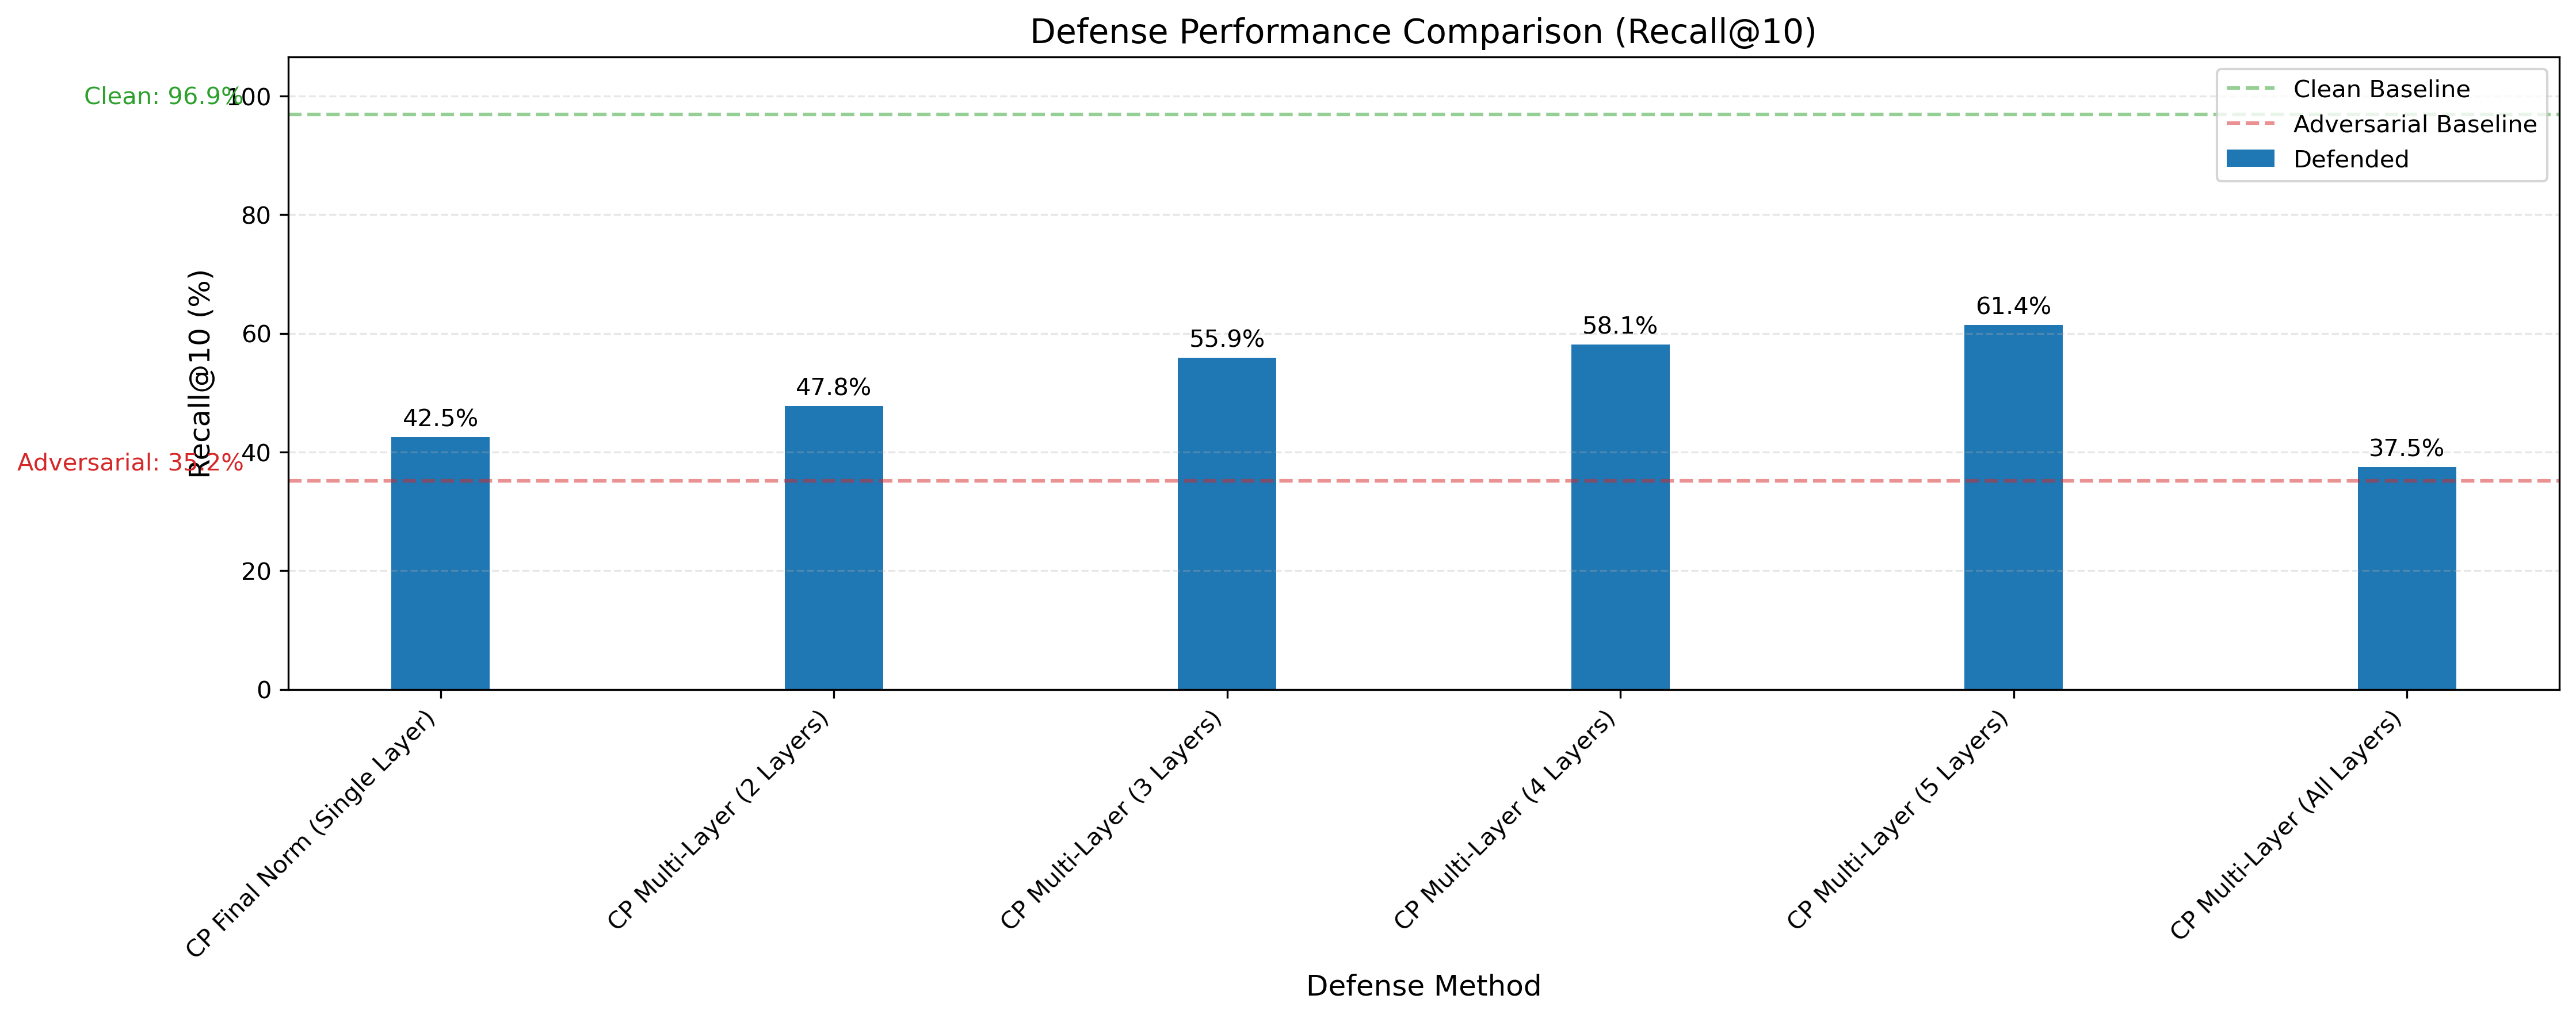 Defense Performance Comparison (Recall@10)
Clean: 96.9%
Adversarial: 35.2%
Recall@10 (%)
100
80
60
40
20
0
Clean Baseline
Adversarial Baseline
Defended
42.5%
47.8%
55.9%
58.1%
61.4%
37.5%
CP Final Norm (Single Layer)
CP Multi-Layer (2 Layers)
CP Multi-Layer (3 Layers)
CP Multi-Layer (4 Layers)
CP Multi-Layer (5 Layers)
CP Multi-Layer (All Layers)
Defense Method